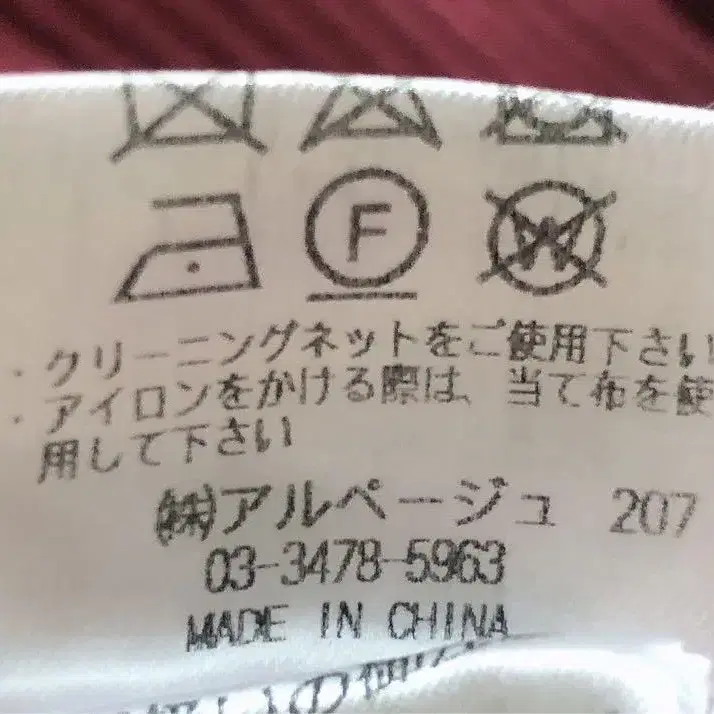 F
W
・クリーニングネットをご使用下さい
・アイロンをかける際は、当て布を使
用して下さい
㈱アルページュ 207
03-3478-5963
MADE IN CHINA